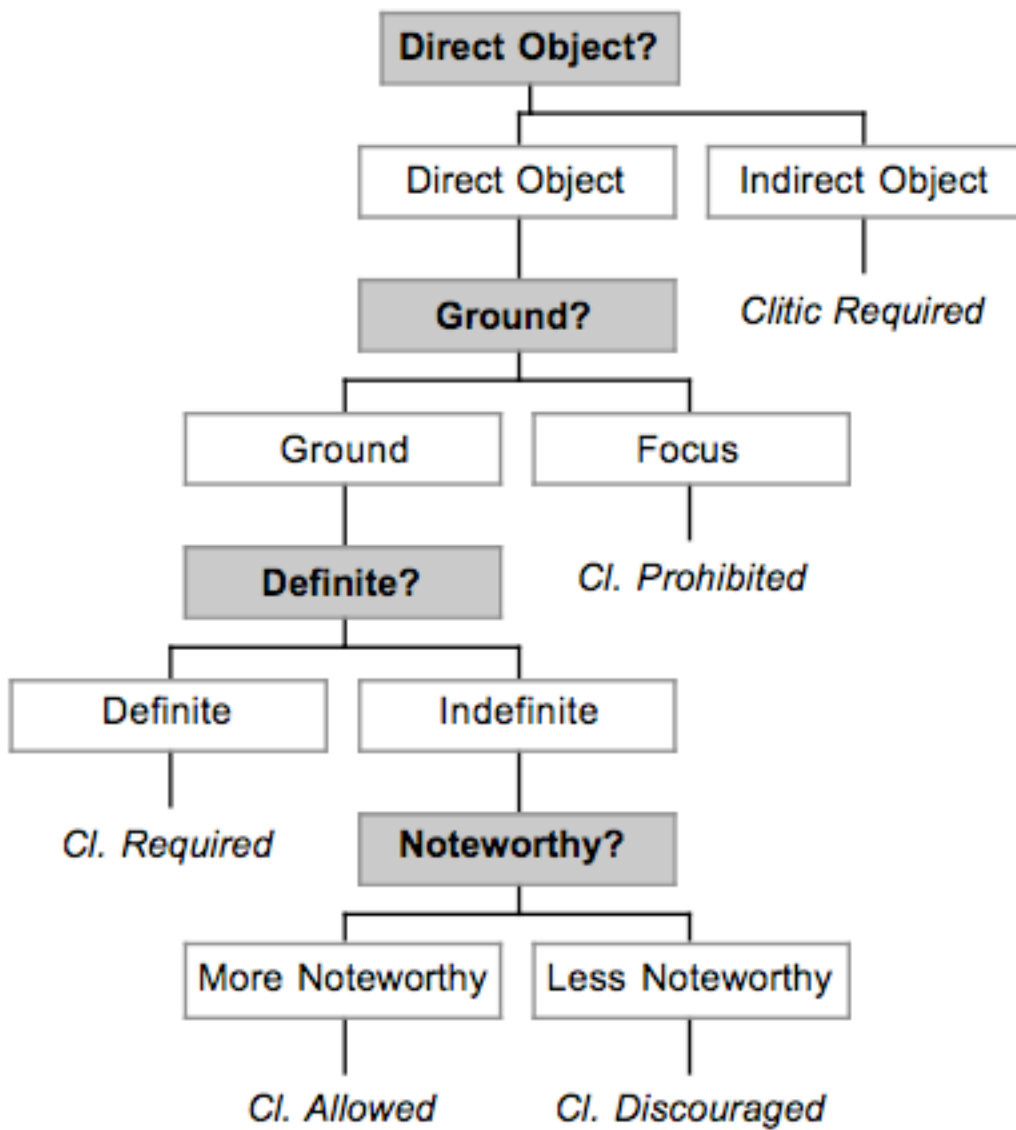 Direct Object?
Direct Object
Indirect Object
Ground?
Clitic Required
Ground
Focus
Definite?
Cl. Prohibited
Definite
Indefinite
Cl. Required
Noteworthy?
More Noteworthy
Less Noteworthy
Cl. Allowed
Cl. Discouraged